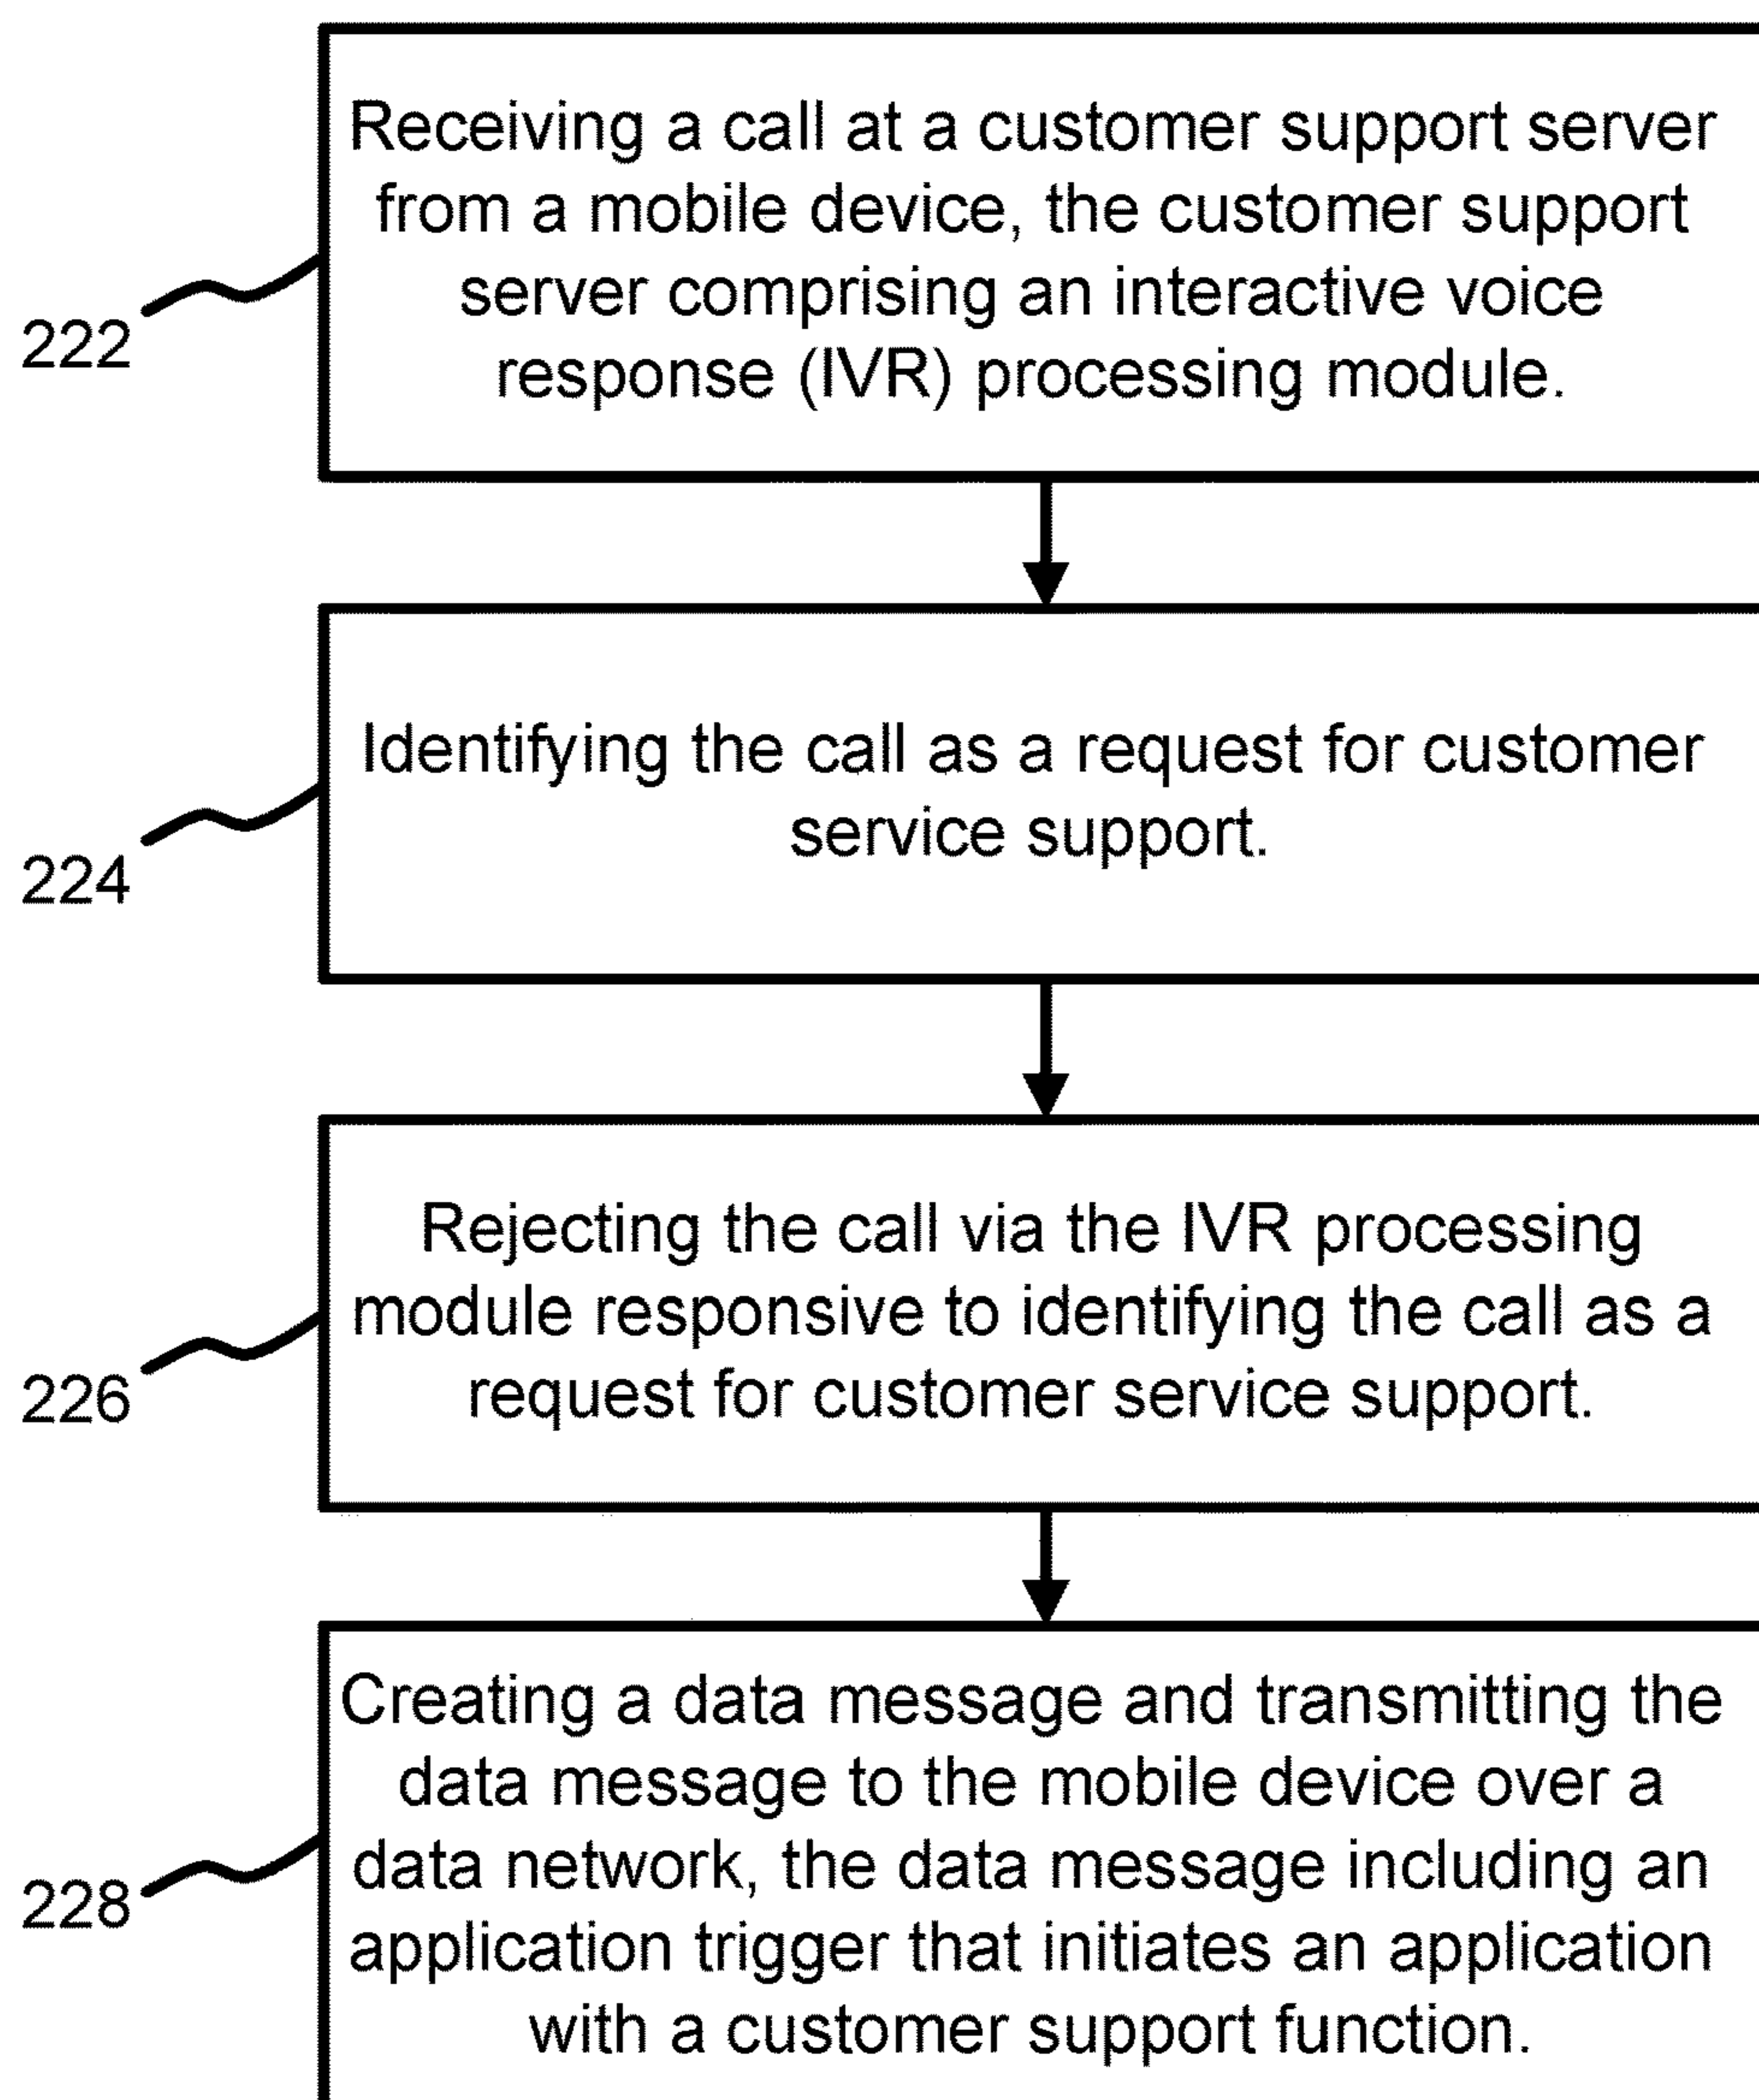 Receiving a call at a customer support server
from a mobile device, the customer support
server comprising an interactive voice
response (IVR) processing module.
222
Identifying the call as a request for customer
service support.
224
Rejecting the call via the IVR processing
module responsive to identifying the call as a
request for customer service support.
226
Creating a data message and transmitting the
data message to the mobile device over a
data network, the data message including an
application trigger that initiates an application
with a customer support function.
228